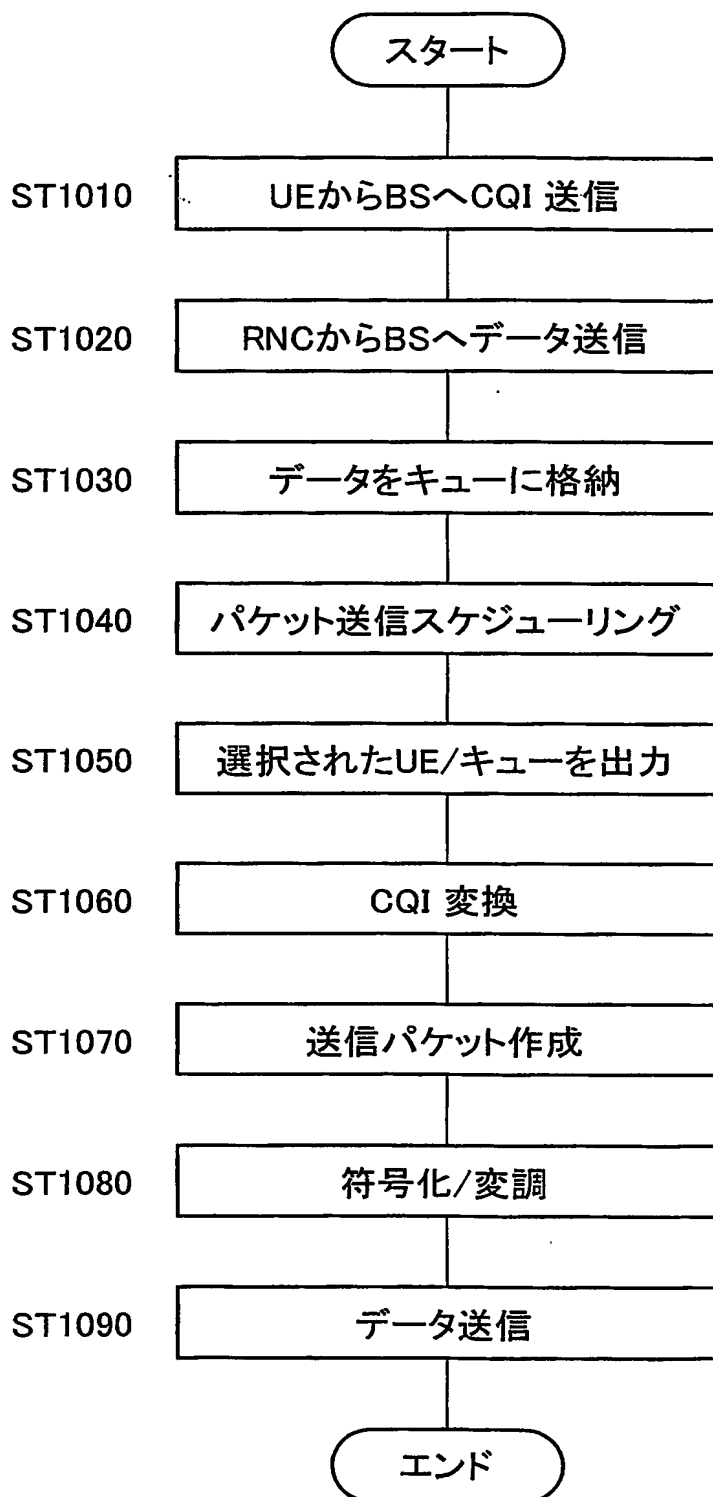 スタート
ST1010 UEからBSへCQI 送信
ST1020 RNCからBSへデータ送信
ST1030 データをキューに格納
ST1040 パケット送信スケジューリング
ST1050 選択されたUE/キューを出力
ST1060 CQI 変換
ST1070 送信パケット作成
ST1080 符号化/変調
ST1090 データ送信
エンド